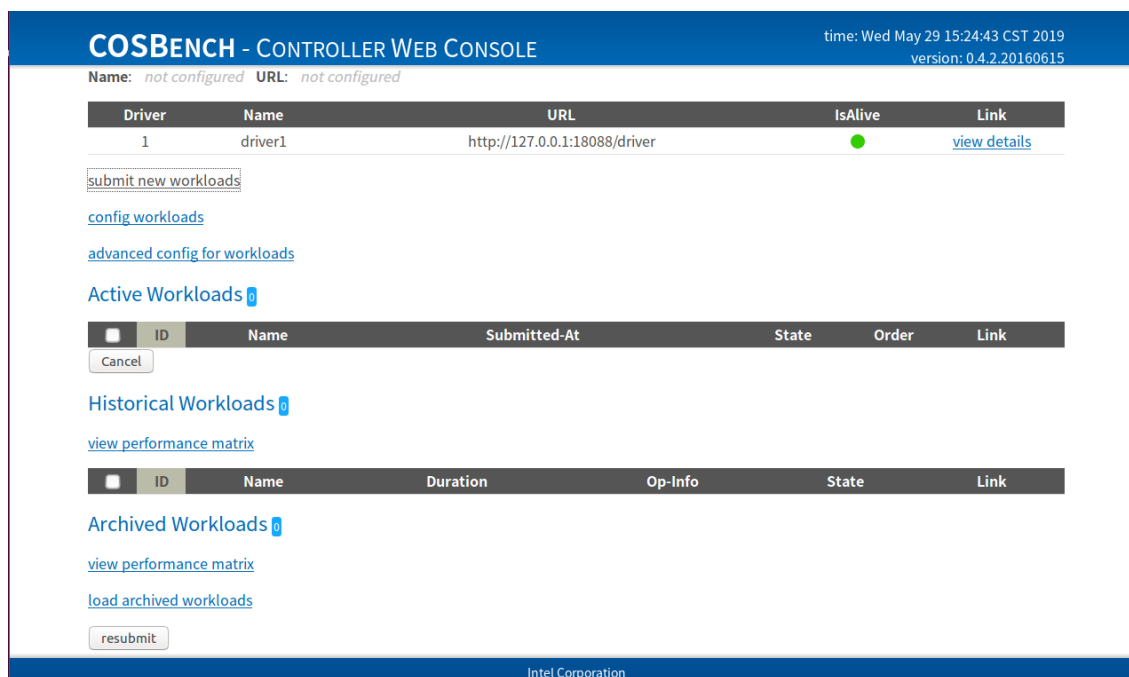 COSBENCH - CONTROLLER WEB CONSOLE
time: Wed May 29 15:24:43 CST 2019
version: 0.4.2.20160615
Name: not configured URL: not configured
Driver Name URL IsAlive Link
1 driver1 http://127.0.0.1:18088/driver view details
submit new workloads
config workloads
advanced config for workloads
Active Workloads 0
ID Name Submitted-At State Order Link
Cancel
Historical Workloads 0
view performance matrix
ID Name Duration Op-Info State Link
Archived Workloads 0
view performance matrix
load archived workloads
resubmit
Intel Corporation